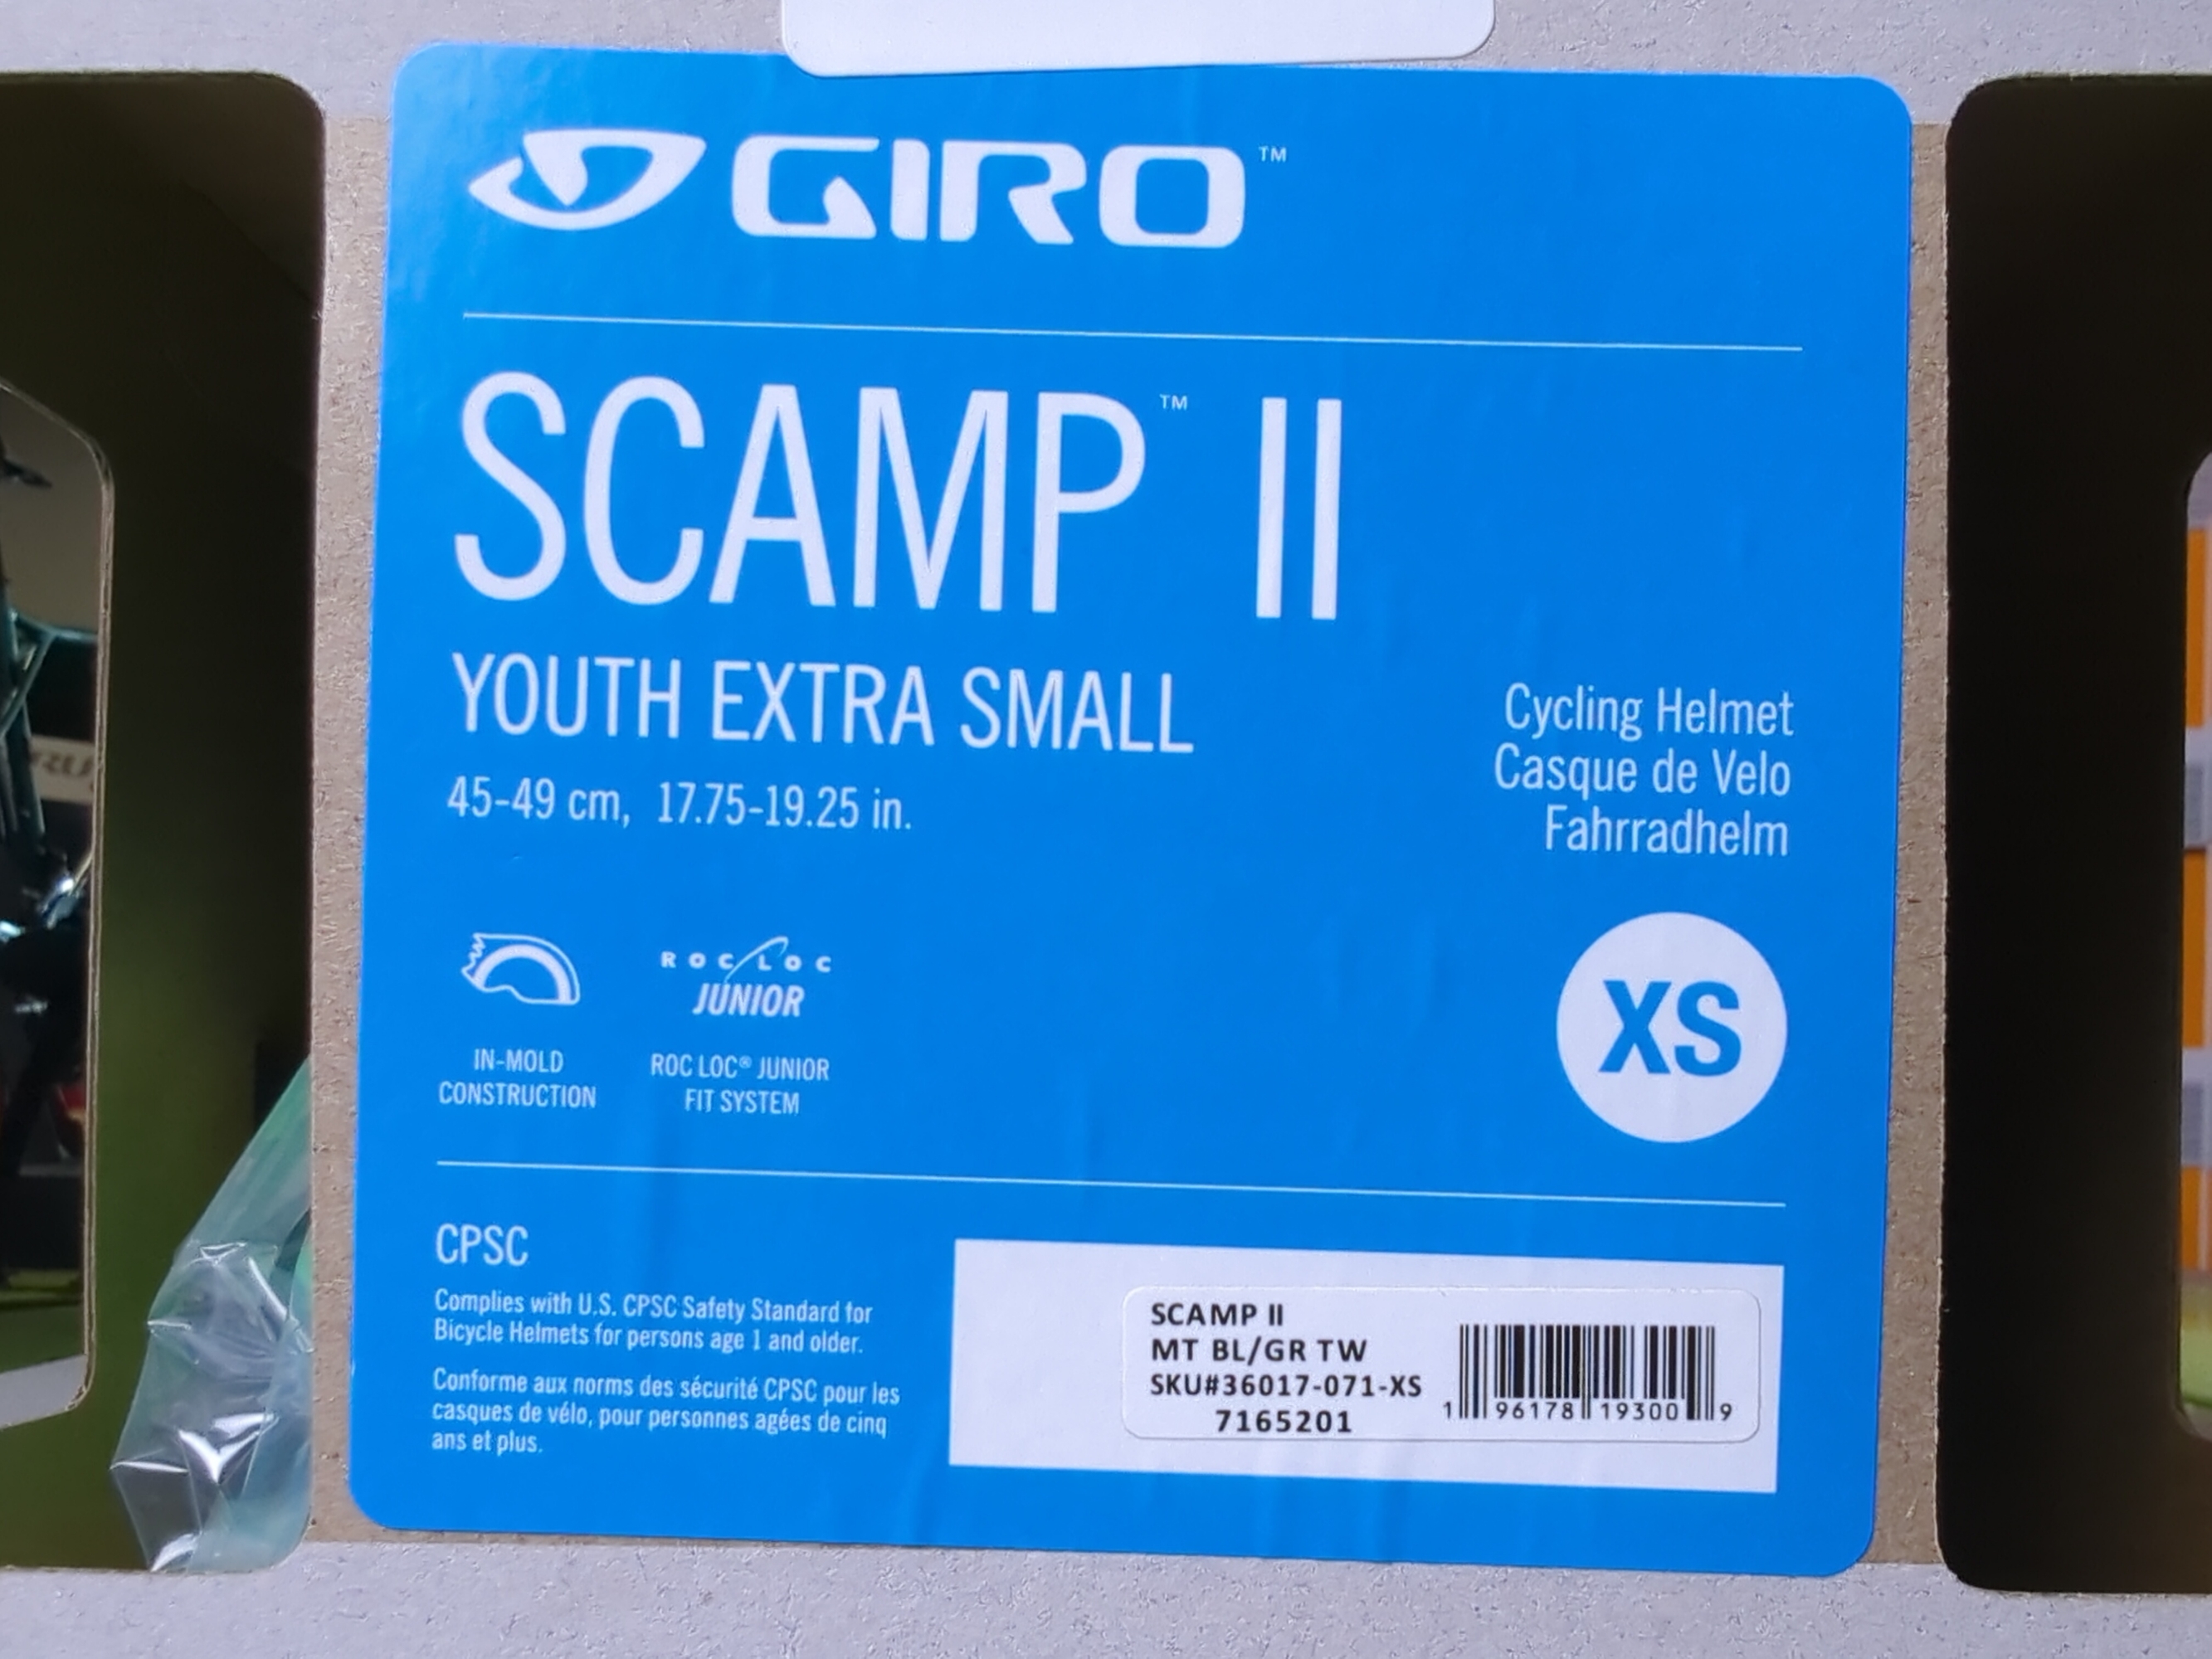 GIRO™
SCAMP™ II
YOUTH EXTRA SMALL
45-49 cm, 17.75-19.25 in.
Cycling Helmet
Casque de Velo
Fahrradhelm
ROC LOC
JUNIOR
IN-MOLD
CONSTRUCTION
ROC LOC® JUNIOR
FIT SYSTEM
XS
CPSC
Complies with U.S. CPSC Safety Standard for
Bicycle Helmets for persons age 1 and older.
Conforme aux norms des sécurité CPSC pour les
casques de vélo, pour personnes agées de cinq
ans et plus.
SCAMP II
MT BL/GR TW
SKU#36017-071-XS
7165201
1 96178 19300 9